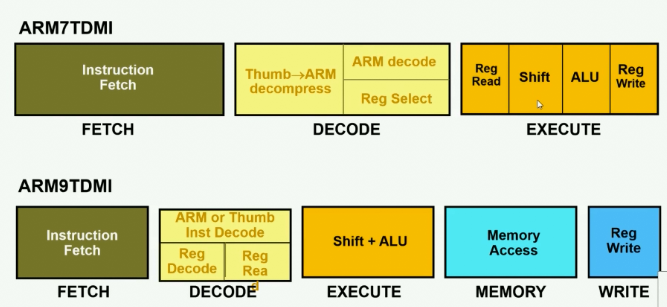 ARM7TDMI
Instruction
Fetch
Thumb→ARM
decompress
ARM decode
Reg Select
Reg
Read
Shift
ALU
Reg
Write
FETCH
DECODE
EXECUTE
ARM9TDMI
Instruction
Fetch
ARM or Thumb
Inst Decode
Reg
Decode
Reg
Rea
d
Shift + ALU
Memory
Access
Reg
Write
FETCH
DECODE
EXECUTE
MEMORY
WRITE